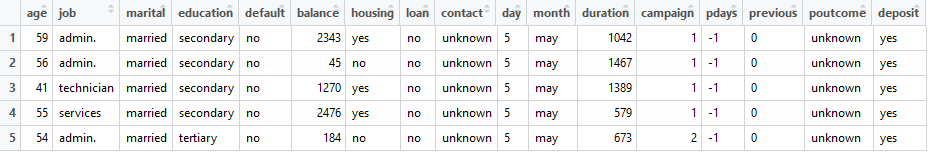 age job marital education default balance housing loan contact day month duration campaign pdays previous poutcome deposit
1 59 admin. married secondary no 2343 yes no unknown 5 may 1042 1 -1 0 unknown yes
2 56 admin. married secondary no 45 no no unknown 5 may 1467 1 -1 0 unknown yes
3 41 technician married secondary no 1270 yes no unknown 5 may 1389 1 -1 0 unknown yes
4 55 services married secondary no 2476 yes no unknown 5 may 579 1 -1 0 unknown yes
5 54 admin. married tertiary no 184 no no unknown 5 may 673 2 -1 0 unknown yes